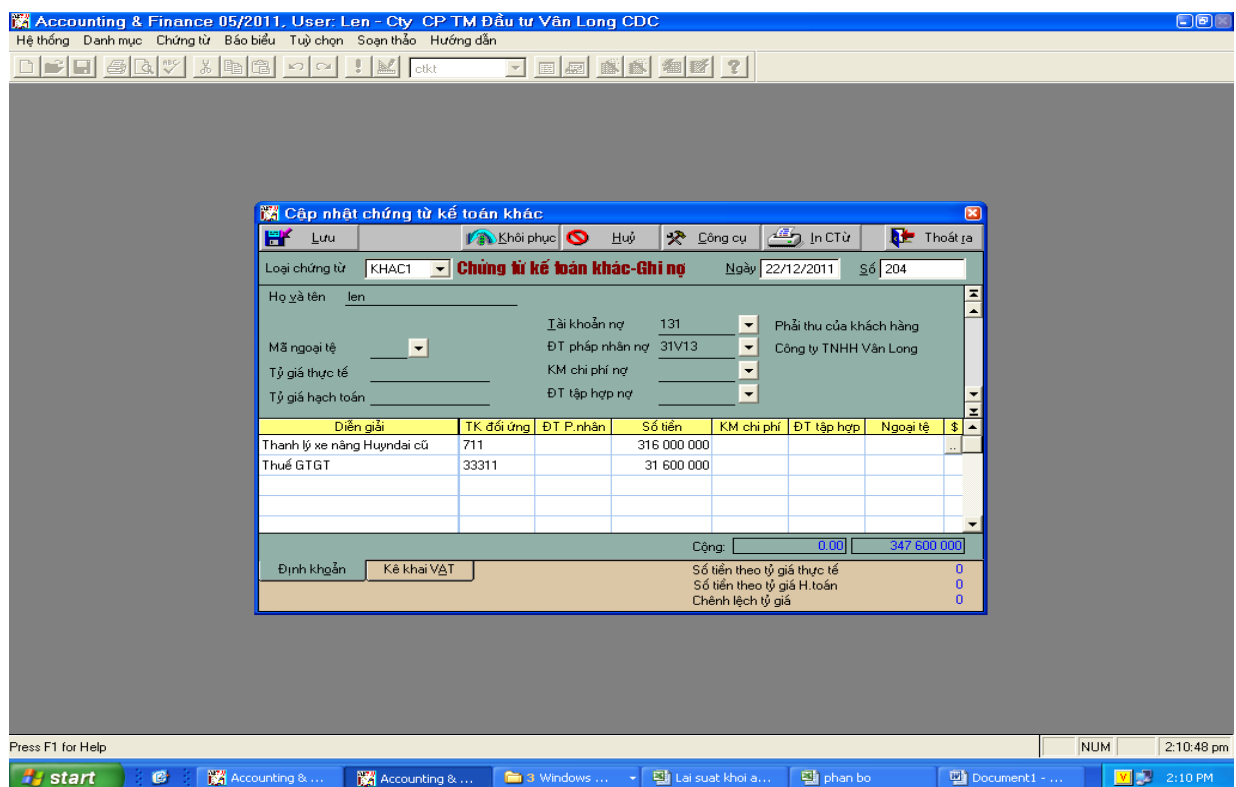 Accounting & Finance 05/2011, User: Len - Cty CP TM Đầu tư Vân Long CDC
Hệ thống Danh mục Chứng từ Báo biểu Tuỳ chọn Soạn thảo Hướng dẫn
ctkt
Cập nhật chứng từ kế toán khác
Lưu Khôi phục Huỷ Công cụ In CTừ Thoát ra
Loại chứng từ KHAC1 Chứng từ kế toán khác-Ghi nợ Ngày 22/12/2011 Số 204
Họ và tên len
Tài khoản nợ 131 Phải thu của khách hàng
Mã ngoại tệ ĐT pháp nhân nợ 31V13 Công ty TNHH Vân Long
Tỷ giá thực tế KM chi phí nợ
Tỷ giá hạch toán ĐT tập hợp nợ
Diễn giải TK đối ứng ĐT P.nhân Số tiền KM chi phí ĐT tập hợp Ngoại tệ $
Thanh lý xe nâng Huyndai cũ 711 316 000 000 ..
Thuế GTGT 33311 31 600 000
Cộng: 0.00 347 600 000
Định khoản Kê khai VAT Số tiền theo tỷ giá thực tế 0
Số tiền theo tỷ giá H.toán 0
Chênh lệch tỷ giá 0
Press F1 for Help NUM 2:10:48 pm
start Accounting & ... Accounting & ... 3 Windows ... Lai suat khoi a... phan bo Document1 - ... V 2:10 PM